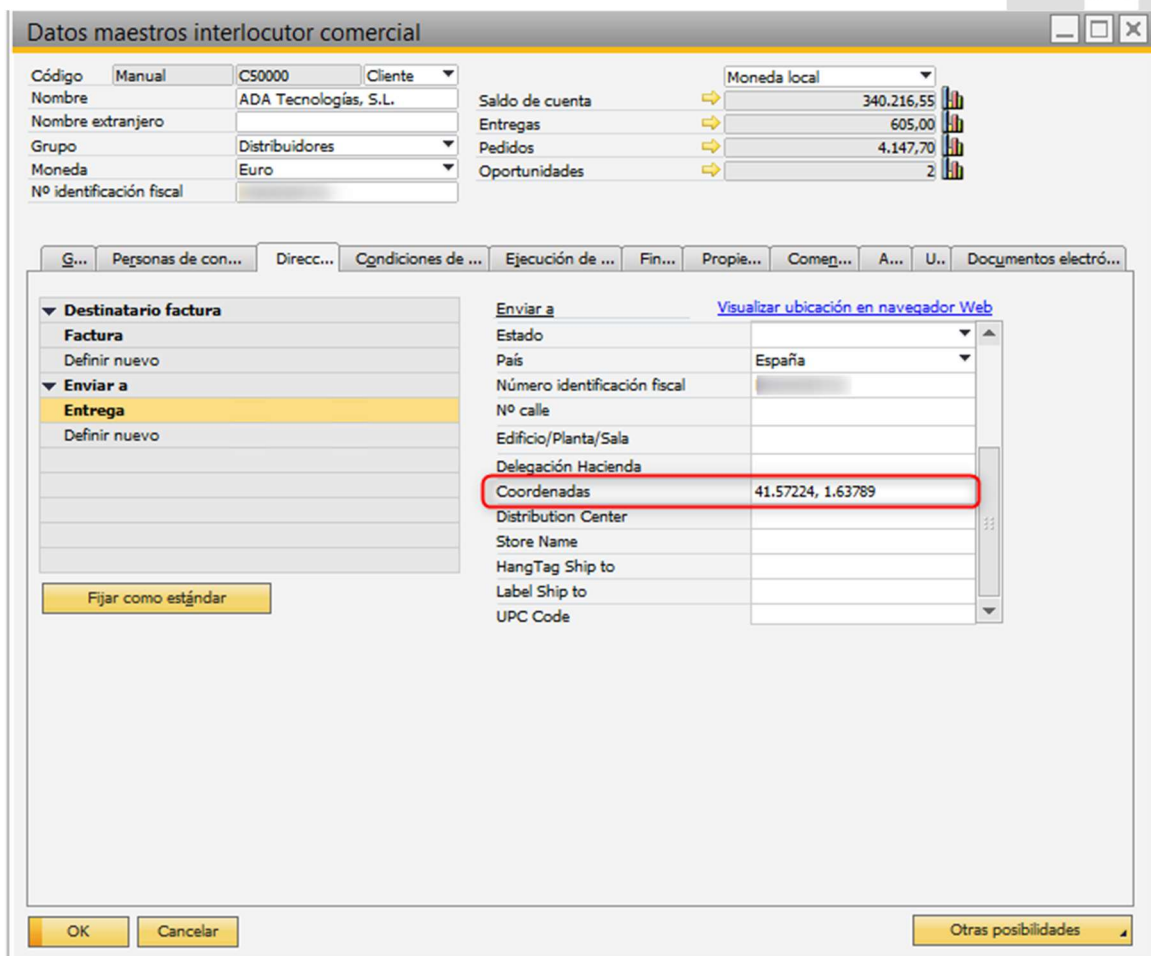 Datos maestros interlocutor comercial
Código Manual C50000 Cliente
Nombre ADA Tecnologías, S.L.
Nombre extranjero
Grupo Distribuidores
Moneda Euro
Nº identificación fiscal
Moneda local
Saldo de cuenta 340.216,55
Entregas 605,00
Pedidos 4.147,70
Oportunidades 2
G... Personas de con... Direcc... Condiciones de ... Ejecución de ... Fin... Propie... Comen... A... U.. Documentos electró...
Destinatario factura
Factura
Definir nuevo
Enviar a
Entrega
Definir nuevo
Fijar como estándar
Enviar a Visualizar ubicación en navegador Web
Estado
País España
Número identificación fiscal
Nº calle
Edificio/Planta/Sala
Delegación Hacienda
Coordenadas 41.57224, 1.63789
Distribution Center
Store Name
HangTag Ship to
Label Ship to
UPC Code
OK Cancelar Otras posibilidades